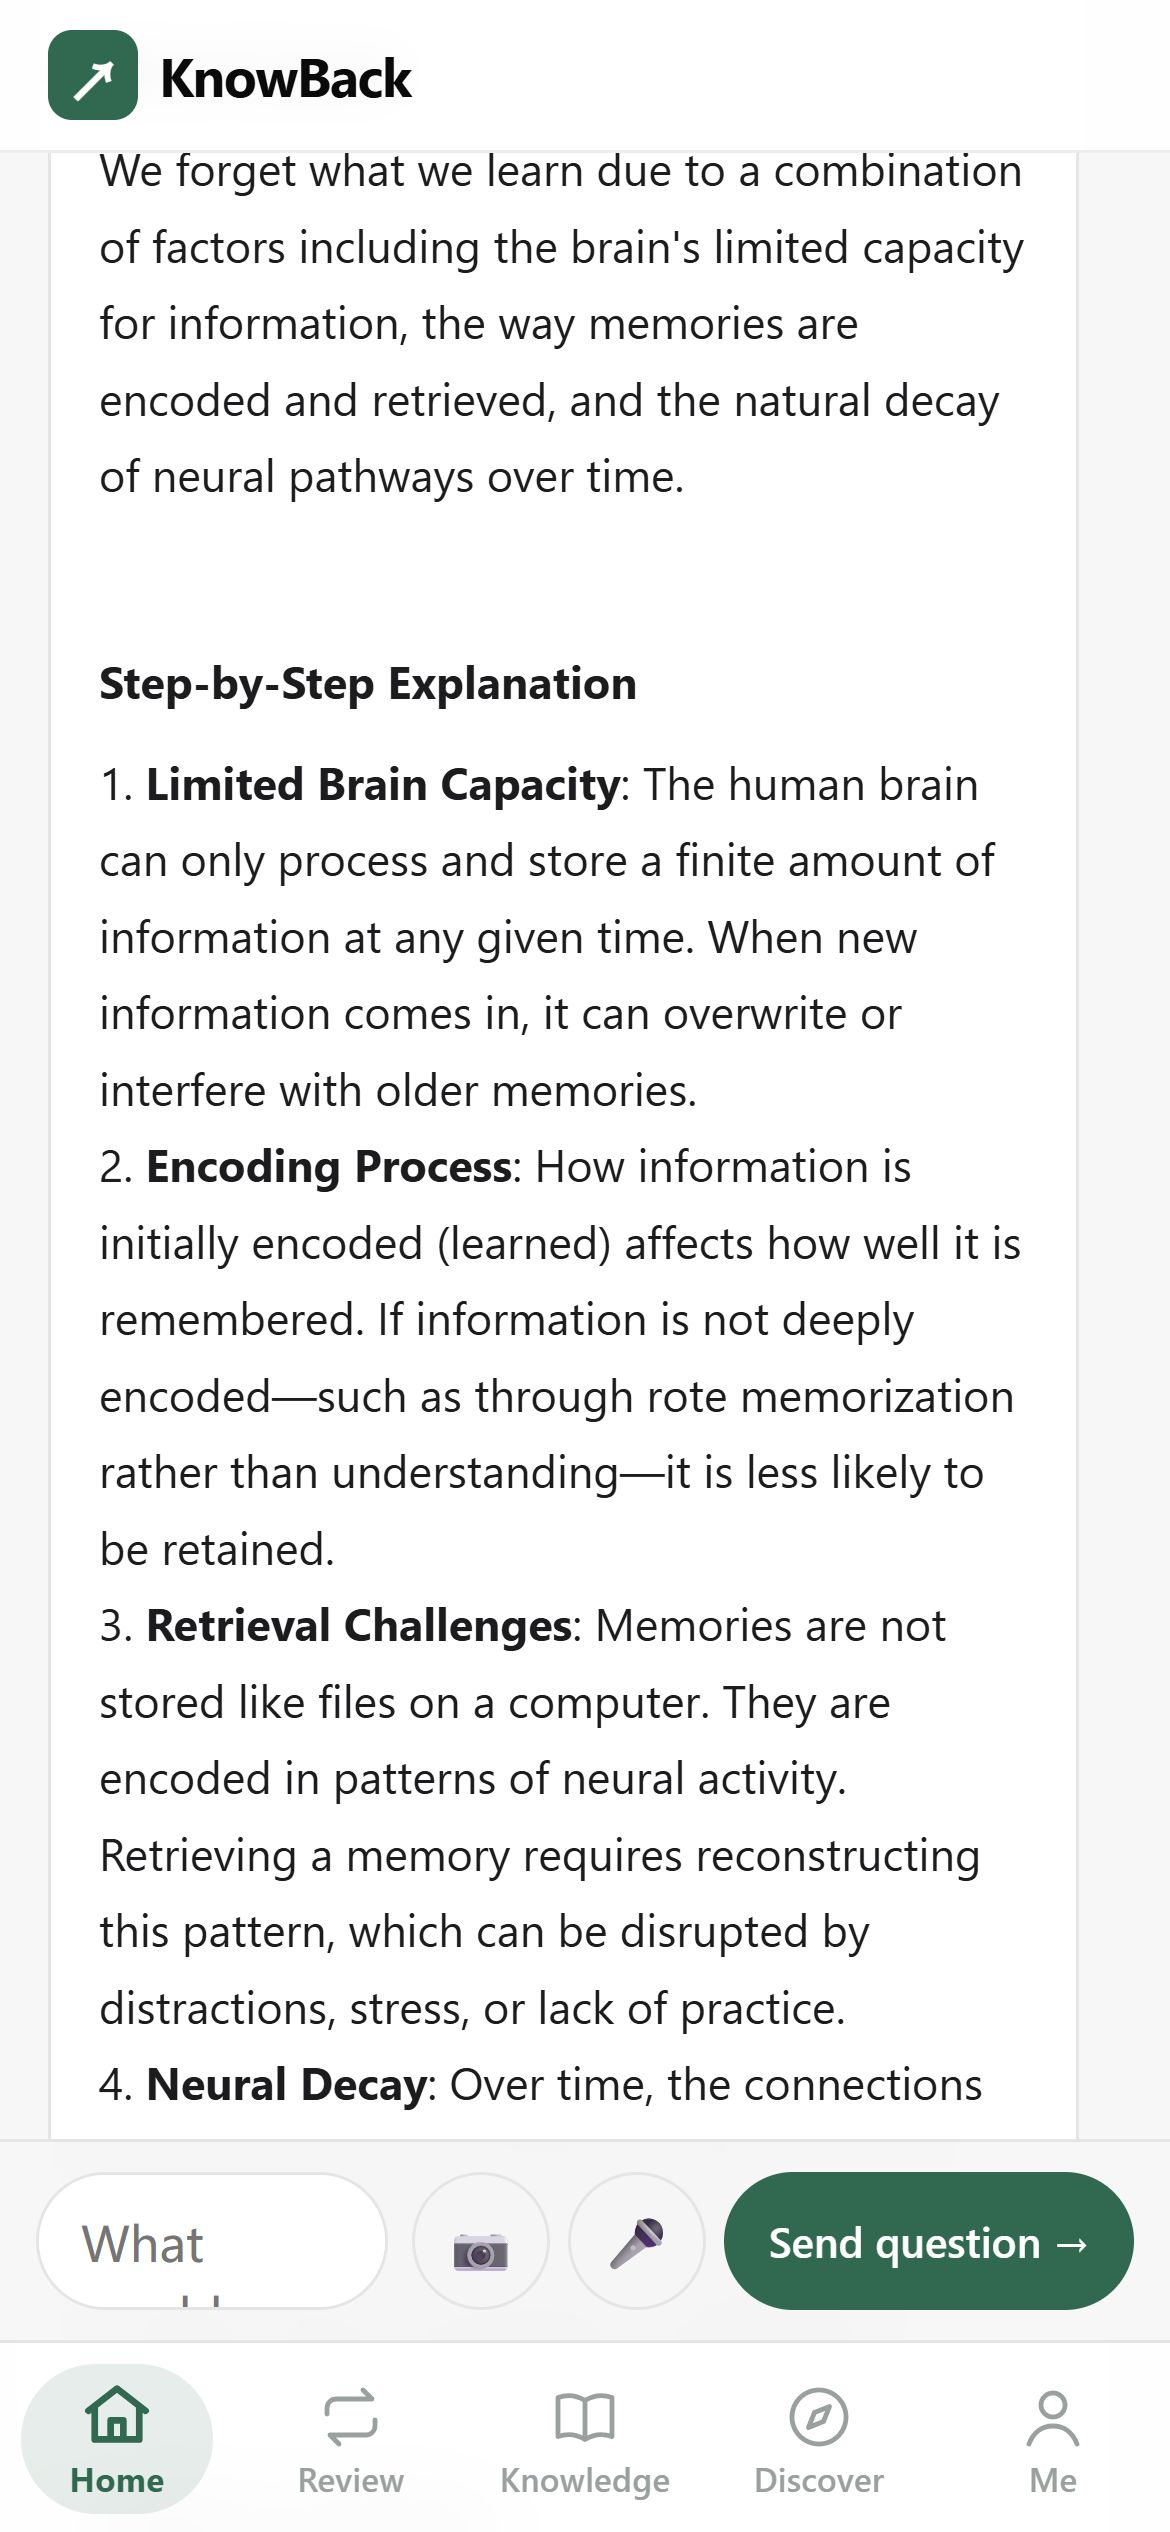 KnowBack
We forget what we learn due to a combination
of factors including the brain's limited capacity
for information, the way memories are
encoded and retrieved, and the natural decay
of neural pathways over time.
Step-by-Step Explanation
1. Limited Brain Capacity: The human brain
can only process and store a finite amount of
information at any given time. When new
information comes in, it can overwrite or
interfere with older memories.
2. Encoding Process: How information is
initially encoded (learned) affects how well it is
remembered. If information is not deeply
encoded—such as through rote memorization
rather than understanding—it is less likely to
be retained.
3. Retrieval Challenges: Memories are not
stored like files on a computer. They are
encoded in patterns of neural activity.
Retrieving a memory requires reconstructing
this pattern, which can be disrupted by
distractions, stress, or lack of practice.
4. Neural Decay: Over time, the connections
What
Send question →
Home
Review
Knowledge
Discover
Me